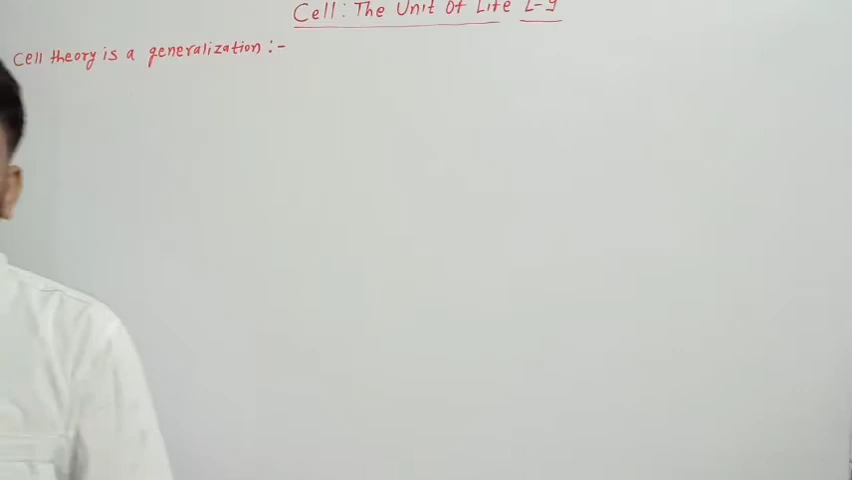 Cell: The Unit Of Life L-9
Cell theory is a generalization :-